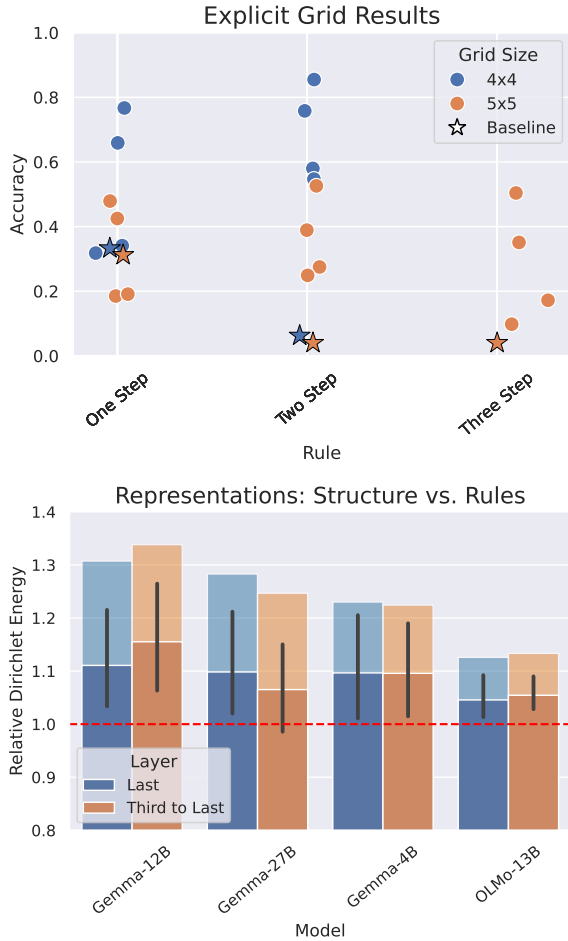 Explicit Grid Results
1.0
0.8
0.6
0.4
0.2
0.0
Accuracy
Grid Size
4x4
5x5
Baseline
One Step
Two Step
Three Step
Rule
Representations: Structure vs. Rules
1.4
1.3
1.2
1.1
1.0
0.9
0.8
Relative Dirichlet Energy
Layer
Last
Third to Last
Gemma-12B
Gemma-27B
Gemma-4B
OLMo-13B
Model